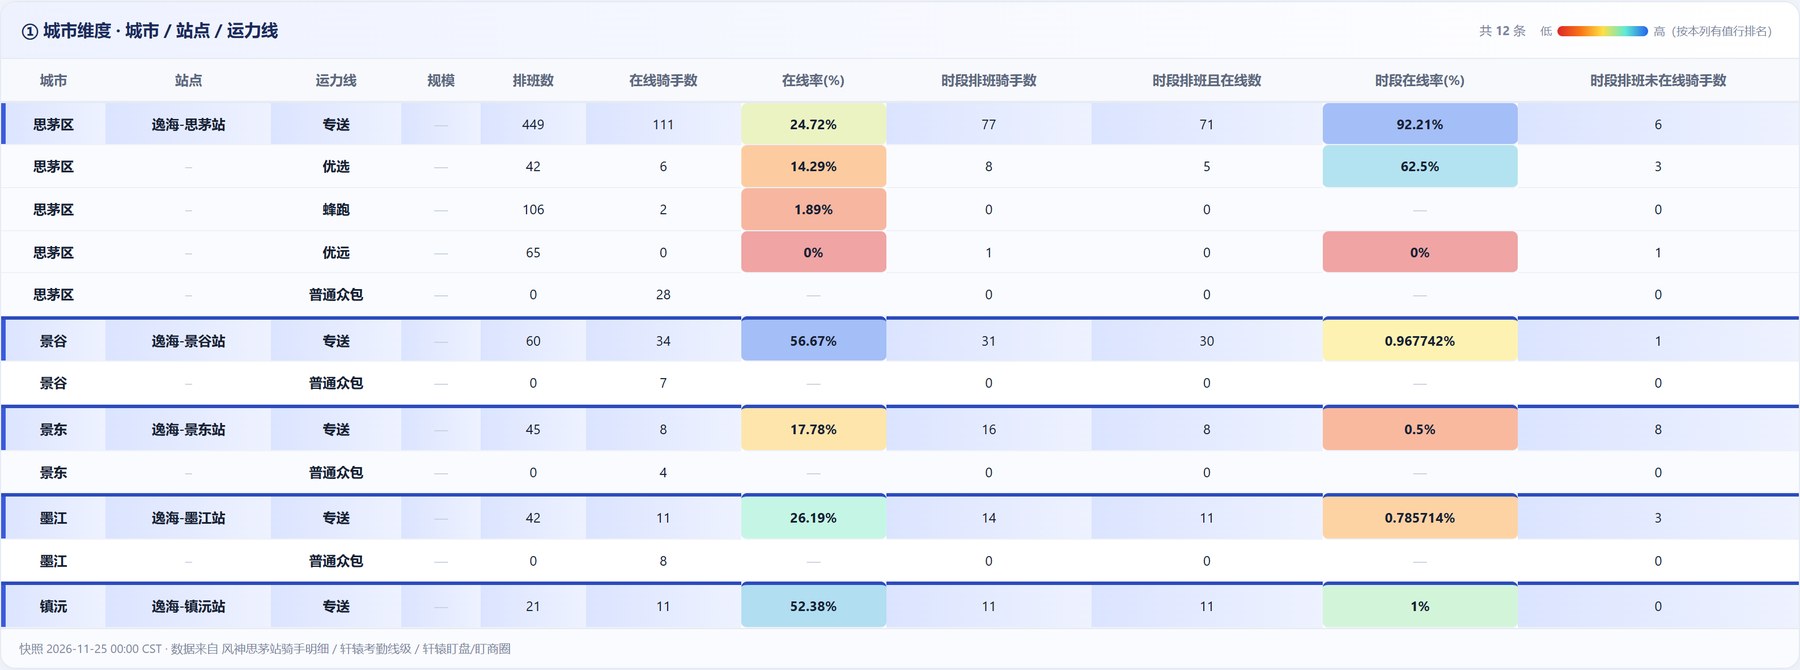 ① 城市维度 · 城市 / 站点 / 运力线 共 12 条 低 高 (按本列有值行排名)
城市 站点 运力线 规模 排班数 在线骑手数 在线率(%) 时段排班骑手数 时段排班且在线数 时段在线率(%) 时段排班未在线骑手数
思茅区 逸海-思茅站 专送 — 449 111 24.72% 77 71 92.21% 6
思茅区 – 优选 — 42 6 14.29% 8 5 62.5% 3
思茅区 – 蜂跑 — 106 2 1.89% 0 0 — 0
思茅区 – 优远 — 65 0 0% 1 0 0% 1
思茅区 – 普通众包 — 0 28 — 0 0 — 0
景谷 逸海-景谷站 专送 — 60 34 56.67% 31 30 0.967742% 1
景谷 – 普通众包 — 0 7 — 0 0 — 0
景东 逸海-景东站 专送 — 45 8 17.78% 16 8 0.5% 8
景东 – 普通众包 — 0 4 — 0 0 — 0
墨江 逸海-墨江站 专送 — 42 11 26.19% 14 11 0.785714% 3
墨江 – 普通众包 — 0 8 — 0 0 — 0
镇沅 逸海-镇沅站 专送 — 21 11 52.38% 11 11 1% 0
快照 2026-11-25 00:00 CST · 数据来自 风神思茅站骑手明细 / 轩辕考勤线级 / 轩辕盯盘/盯商圈